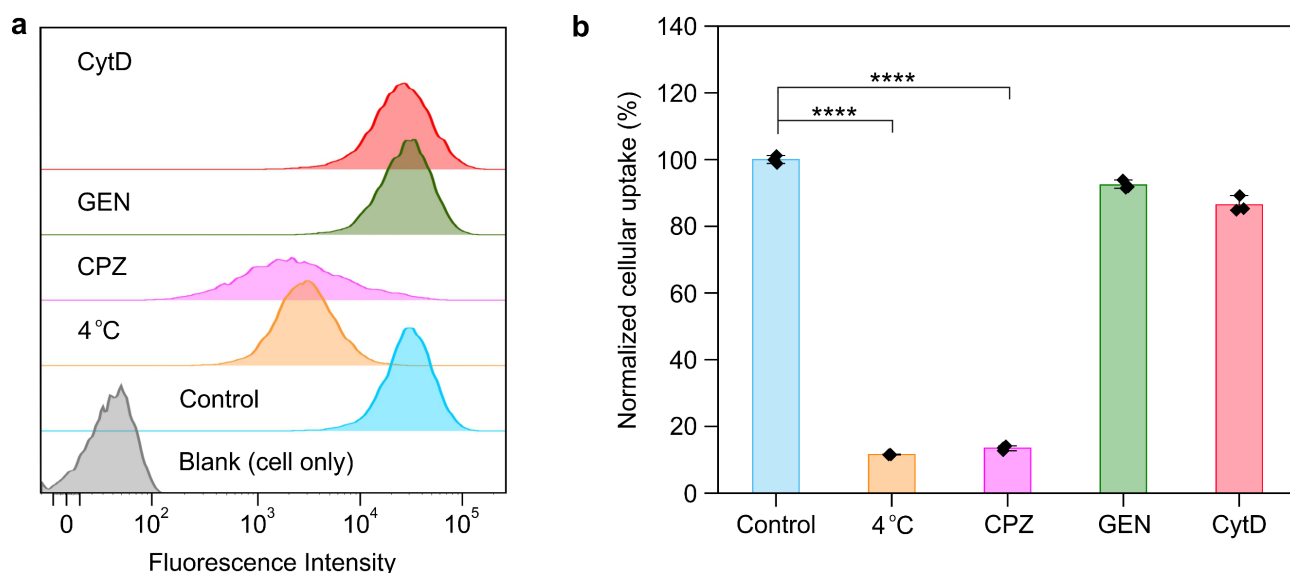 a
CytD
GEN
CPZ
4°C
Control
Blank (cell only)
0 10² 10³ 10⁴ 10⁵
Fluorescence Intensity
b
Normalized cellular uptake (%)
140
120
100
80
60
40
20
0
****
****
Control 4°C CPZ GEN CytD